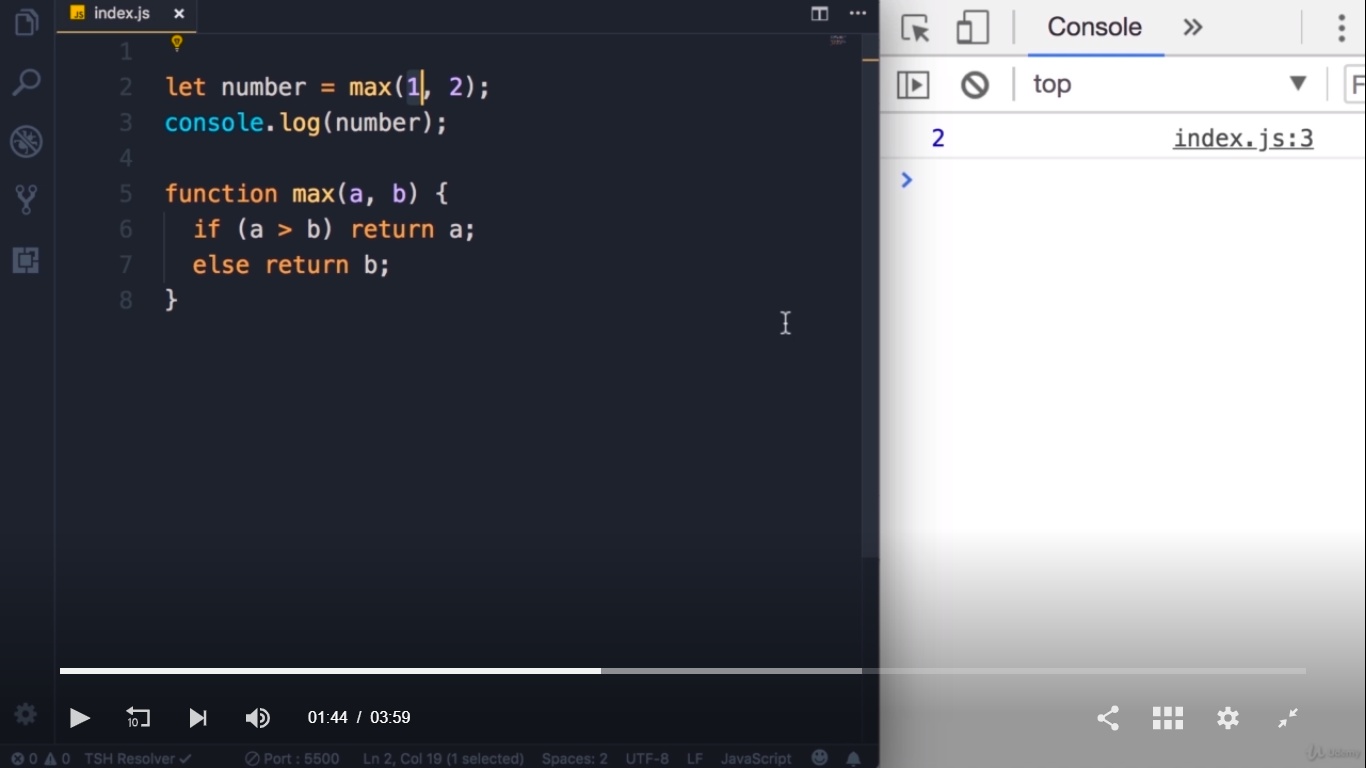 index.js
1
2 let number = max(1, 2);
3 console.log(number);
4
5 function max(a, b) {
6 if (a > b) return a;
7 else return b;
8 }
Console
top
F
2 index.js:3
10
01:44 / 03:59
0 0 TSH Resolver Port : 5500 Ln 2, Col 19 (1 selected) Spaces: 2 UTF-8 LF JavaScript
Udemy